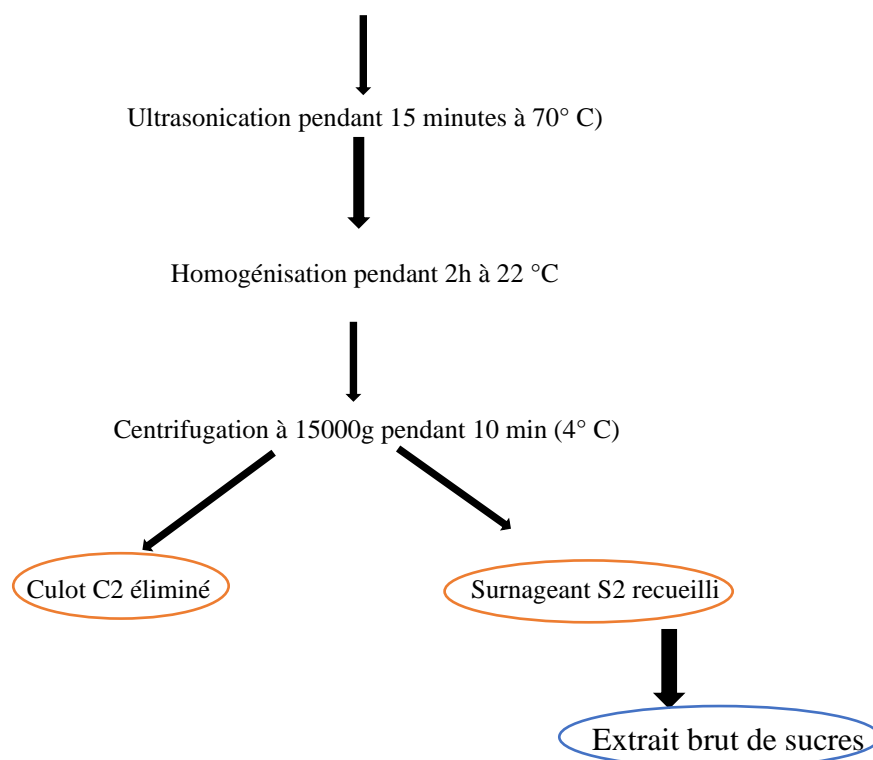 Ultrasonication pendant 15 minutes à 70° C)
Homogénisation pendant 2h à 22 °C
Centrifugation à 15000g pendant 10 min (4° C)
Culot C2 éliminé
Surnageant S2 recueilli
Extrait brut de sucres